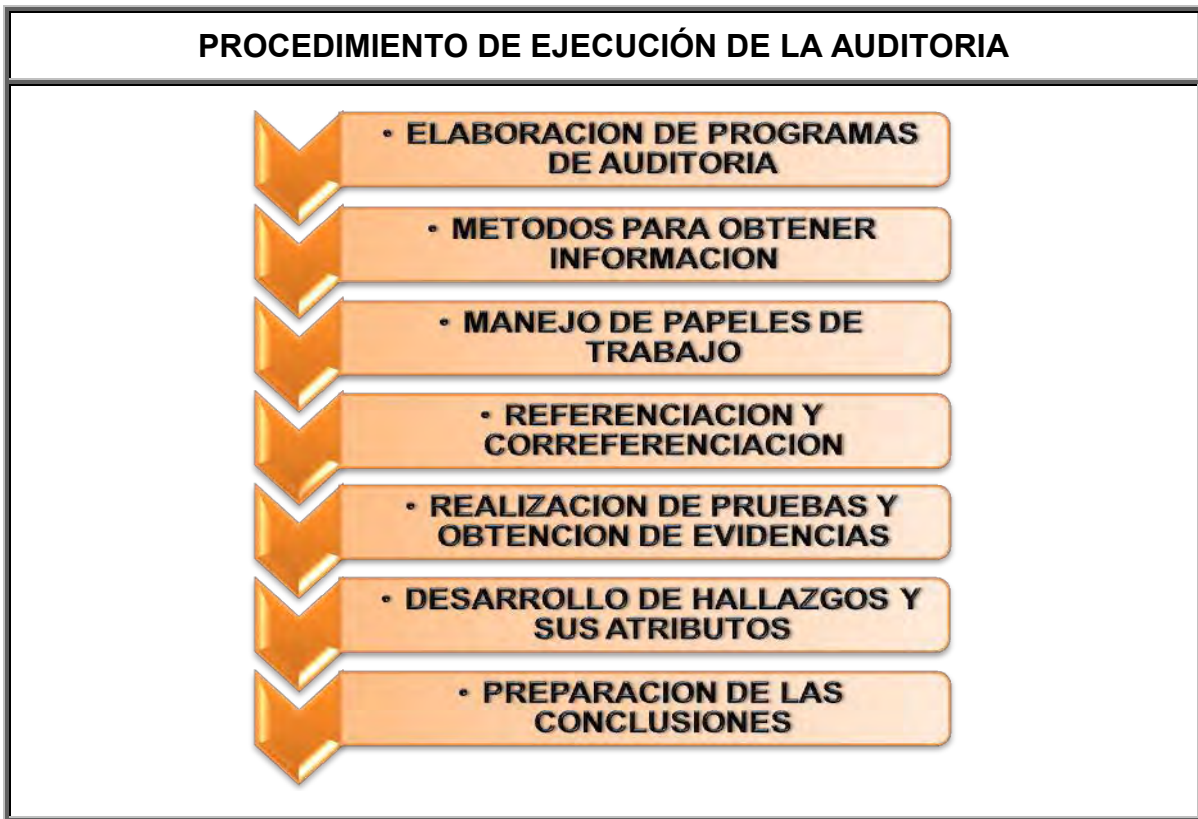 PROCEDIMIENTO DE EJECUCIÓN DE LA AUDITORIA
• ELABORACION DE PROGRAMAS
DE AUDITORIA
• METODOS PARA OBTENER
INFORMACION
• MANEJO DE PAPELES DE
TRABAJO
• REFERENCIACION Y
CORREFERENCIACION
• REALIZACION DE PRUEBAS Y
OBTENCION DE EVIDENCIAS
• DESARROLLO DE HALLAZGOS Y
SUS ATRIBUTOS
• PREPARACION DE LAS
CONCLUSIONES